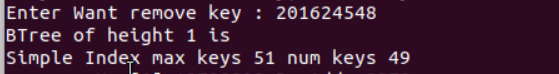 Enter Want remove key : 201624548
BTree of height 1 is
Simple Index max keys 51 num keys 49